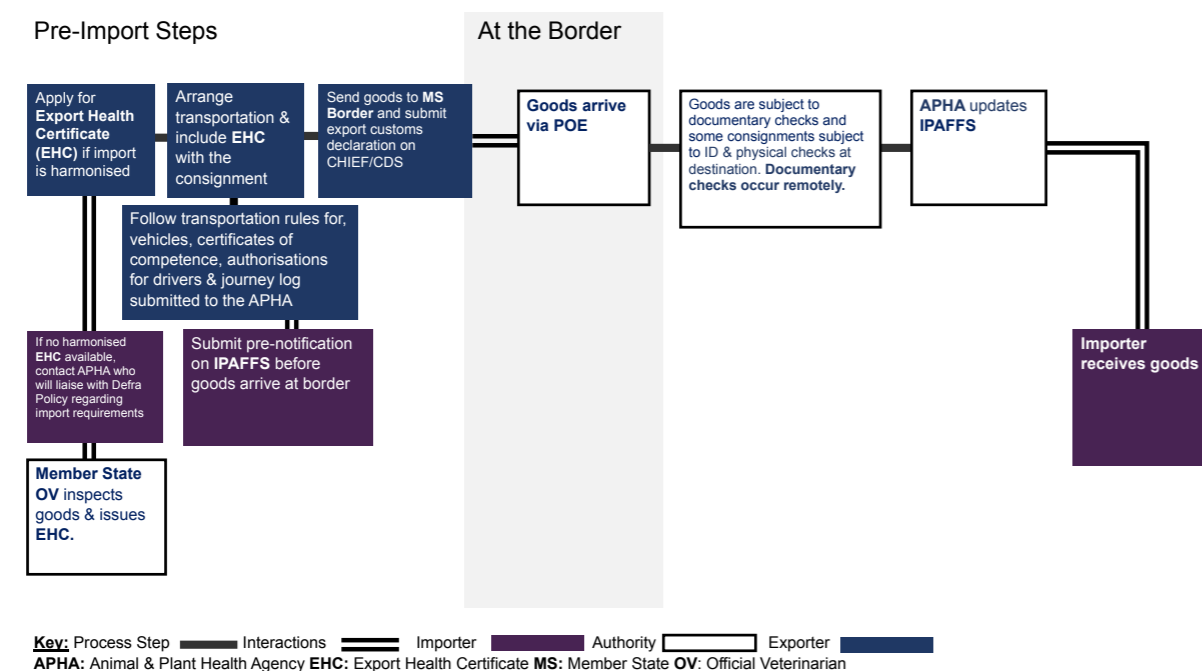 Pre-Import Steps
At the Border
Apply for
Export Health
Certificate
(EHC) if import
is harmonised
Arrange
transportation &
include EHC
with the
consignment
Send goods to MS
Border and submit
export customs
declaration on
CHIEF/CDS
Goods arrive
via POE
Goods are subject to
documentary checks and
some consignments subject
to ID & physical checks at
destination. Documentary
checks occur remotely.
APHA updates
IPAFFS
Follow transportation rules for,
vehicles, certificates of
competence, authorisations
for drivers & journey log
submitted to the APHA
If no harmonised
EHC available,
contact APHA who
will liaise with Defra
Policy regarding
import requirements
Submit pre-notification
on IPAFFS before
goods arrive at border
Importer
receives goods
Member State
OV inspects
goods & issues
EHC.
Key: Process Step Interactions Importer Authority Exporter
APHA: Animal & Plant Health Agency EHC: Export Health Certificate MS: Member State OV: Official Veterinarian